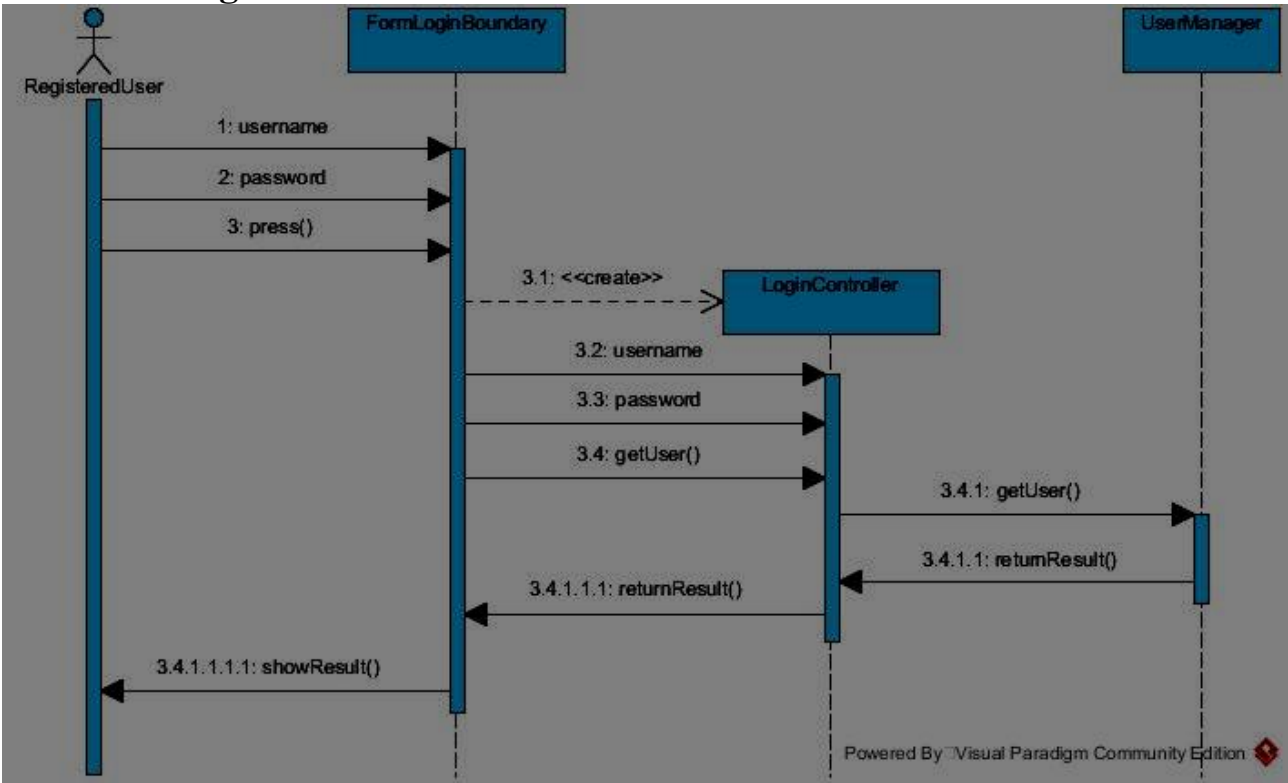 FormLoginBoundary
UserManager
RegisteredUser
1: username
2: password
3: press()
3.1: <<create>>
LoginController
3.2: username
3.3: password
3.4: getUser()
3.4.1: getUser()
3.4.1.1: returnResult()
3.4.1.1.1: returnResult()
3.4.1.1.1.1: showResult()
Powered By Visual Paradigm Community Edition